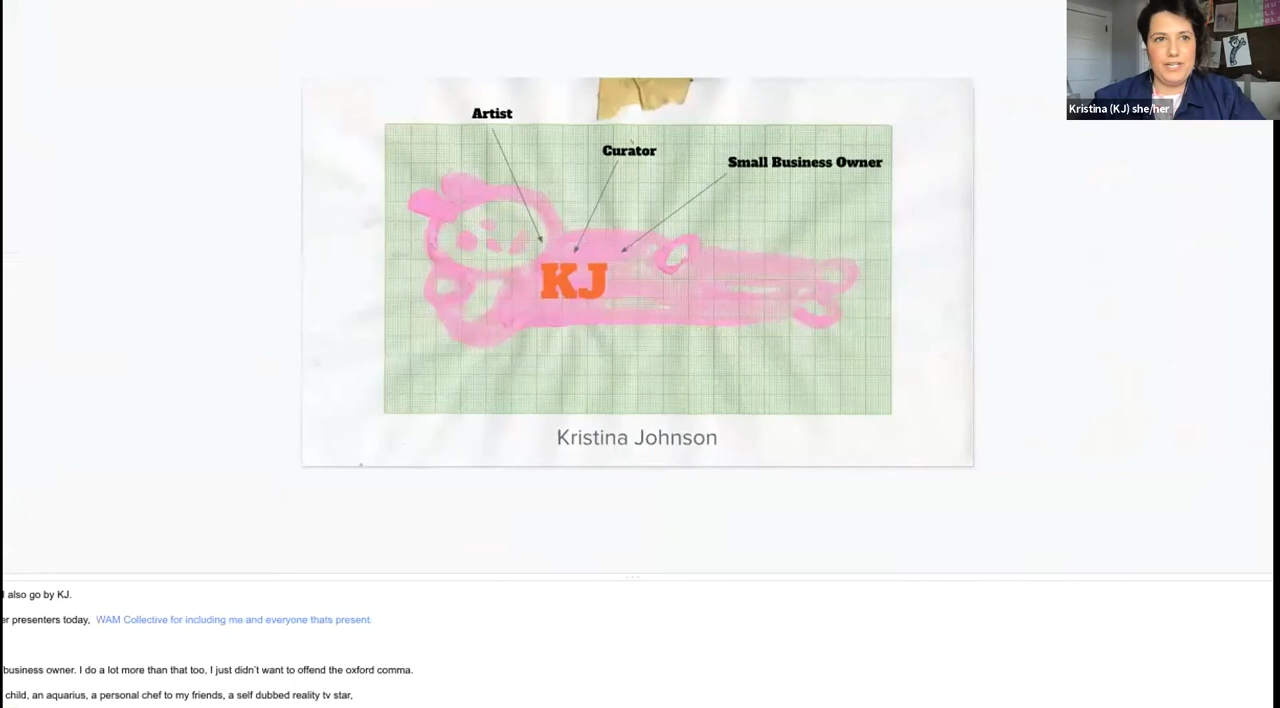 Artist
Curator
Small Business Owner
KJ
Kristina Johnson
Kristina (KJ) she/her
I also go by KJ.
er presenters today, WAM Collective for including me and everyone thats present.
business owner. I do a lot more than that too, I just didn't want to offend the oxford comma.
child, an aquarius, a personal chef to my friends, a self dubbed reality tv star,